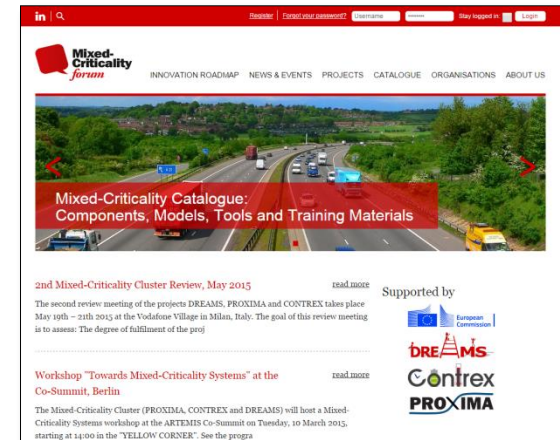 in
Register | Forgot your password? Username Stay logged in: Login
Mixed-
Criticality
forum
INNOVATION ROADMAP NEWS & EVENTS PROJECTS CATALOGUE ORGANISATIONS ABOUT US
Mixed-Criticality Catalogue:
Components, Models, Tools and Training Materials
2nd Mixed-Criticality Cluster Review, May 2015 read more
The second review meeting of the projects DREAMS, PROXIMA and CONTREX takes place
May 19th – 21th 2015 at the Vodafone Village in Milan, Italy. The goal of this review meeting
is to assess: The degree of fulfilment of the proj
Workshop "Towards Mixed-Criticality Systems" at the read more
Co-Summit, Berlin
The Mixed-Criticality Cluster (PROXIMA, CONTREX and DREAMS) will host a Mixed-
Criticality Systems workshop at the ARTEMIS Co-Summit on Tuesday, 10 March 2015,
starting at 14:00 in the "YELLOW CORNER". See the progra
Supported by
European
Commission
DREAMS
Contrex
PROXIMA